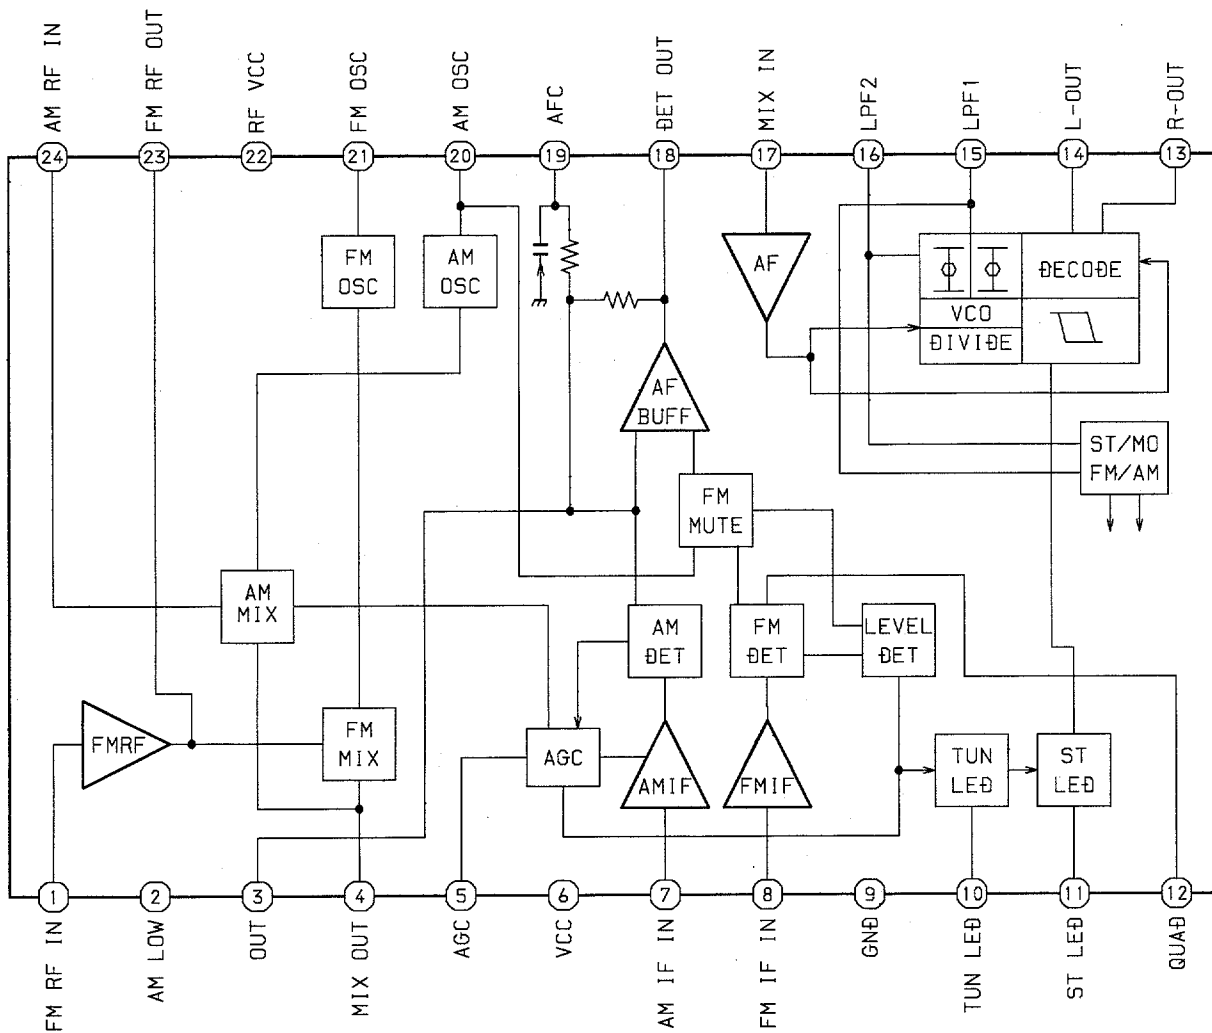 AM RF IN
FM RF OUT
RF VCC
FM OSC
AM OSC
AFC
DET OUT
MIX IN
LPF2
LPF1
L-OUT
R-OUT
24
23
22
21
20
19
18
17
16
15
14
13
FM
OSC
AM
OSC
AF
DECODE
VCO
DIVIDE
AF
BUFF
ST/MO
FM/AM
FM
MUTE
AM
MIX
AM
DET
FM
DET
LEVEL
DET
FMRF
FM
MIX
AGC
AMIF
FMIF
TUN
LED
ST
LED
1
2
3
4
5
6
7
8
9
10
11
12
FM RF IN
AM LOW
OUT
MIX OUT
AGC
VCC
AM IF IN
FM IF IN
GND
TUN LED
ST LED
QUAD